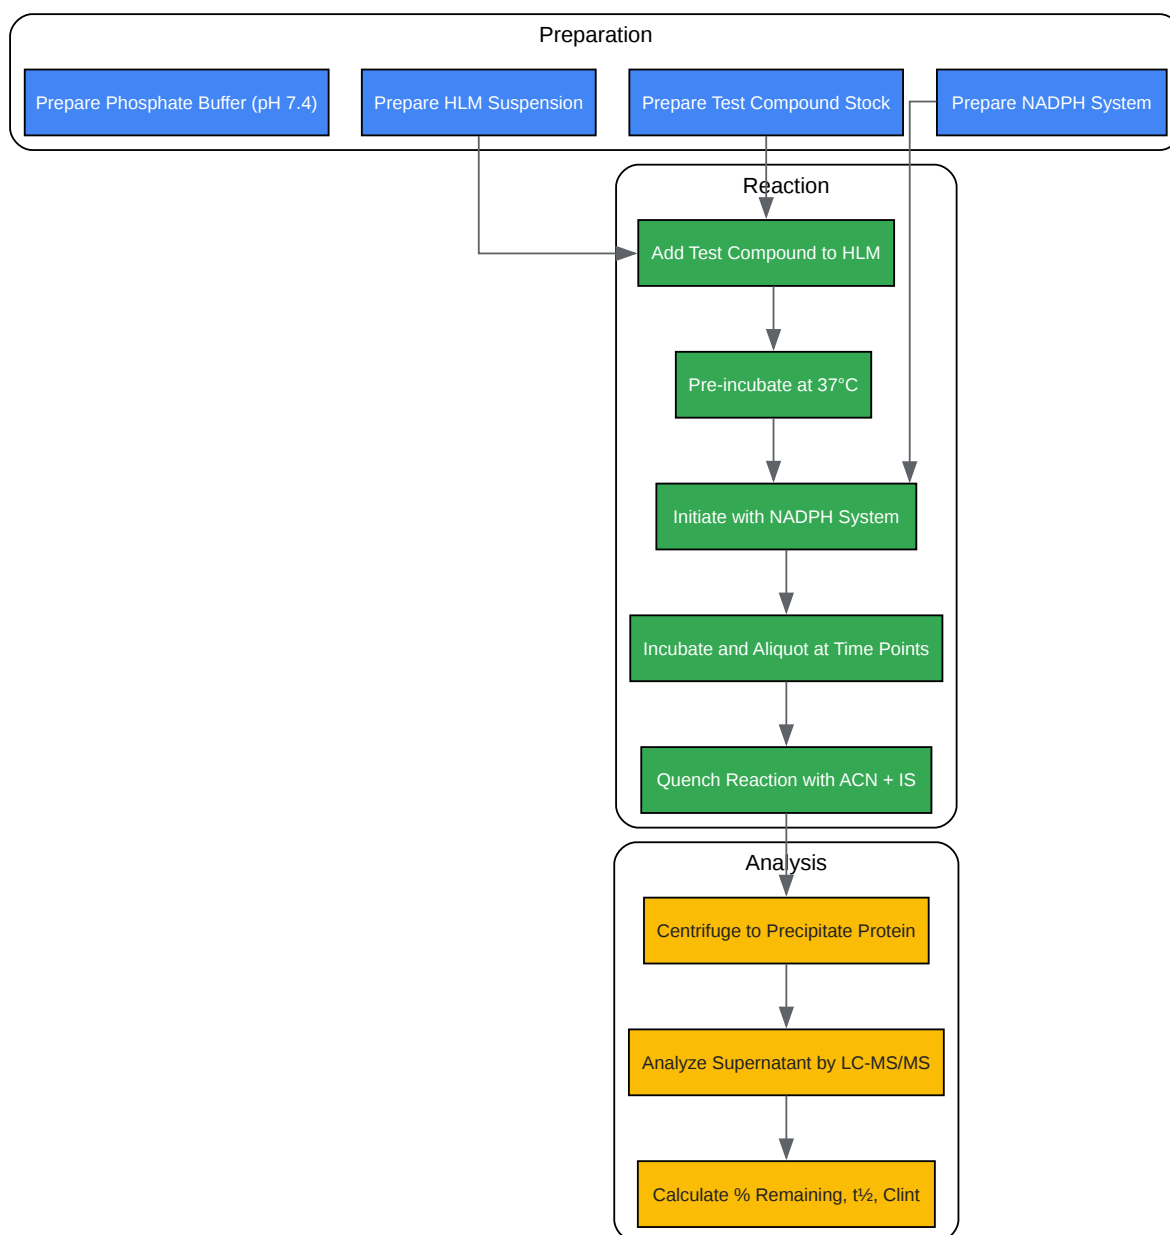 Preparation
Prepare Phosphate Buffer (pH 7.4)
Prepare HLM Suspension
Prepare Test Compound Stock
Prepare NADPH System
Reaction
Add Test Compound to HLM
Pre-incubate at 37°C
Initiate with NADPH System
Incubate and Aliquot at Time Points
Quench Reaction with ACN + IS
Analysis
Centrifuge to Precipitate Protein
Analyze Supernatant by LC-MS/MS
Calculate % Remaining, t½, Clint